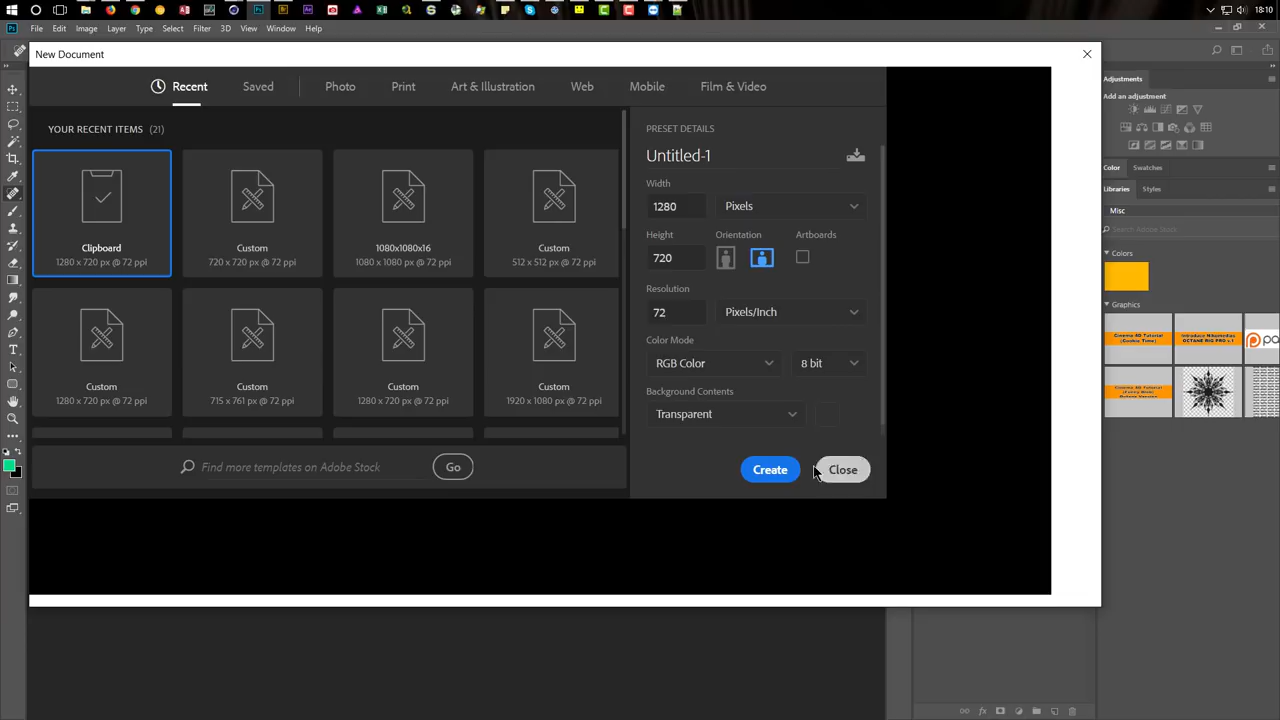 18:10
File Edit Image Layer Type Select Filter 3D View Window Help
New Document
Recent Saved Photo Print Art & Illustration Web Mobile Film & Video
YOUR RECENT ITEMS (21)
Clipboard
1280 x 720 px @ 72 ppi
Custom
720 x 720 px @ 72 ppi
1080x1080x16
1080 x 1080 px @ 72 ppi
Custom
512 x 512 px @ 72 ppi
Custom
1280 x 720 px @ 72 ppi
Custom
715 x 761 px @ 72 ppi
Custom
1280 x 720 px @ 72 ppi
Custom
1920 x 1080 px @ 72 ppi
Find more templates on Adobe Stock
Go
PRESET DETAILS
Untitled-1
Width
1280 Pixels
Height Orientation Artboards
720
Resolution
72 Pixels/Inch
Color Mode
RGB Color 8 bit
Background Contents
Transparent
Create Close
Adjustments
Add an adjustment
Color Swatches
Libraries Styles
Misc
Search Adobe Stock
Colors
Graphics
Cinema 4D Tutorial